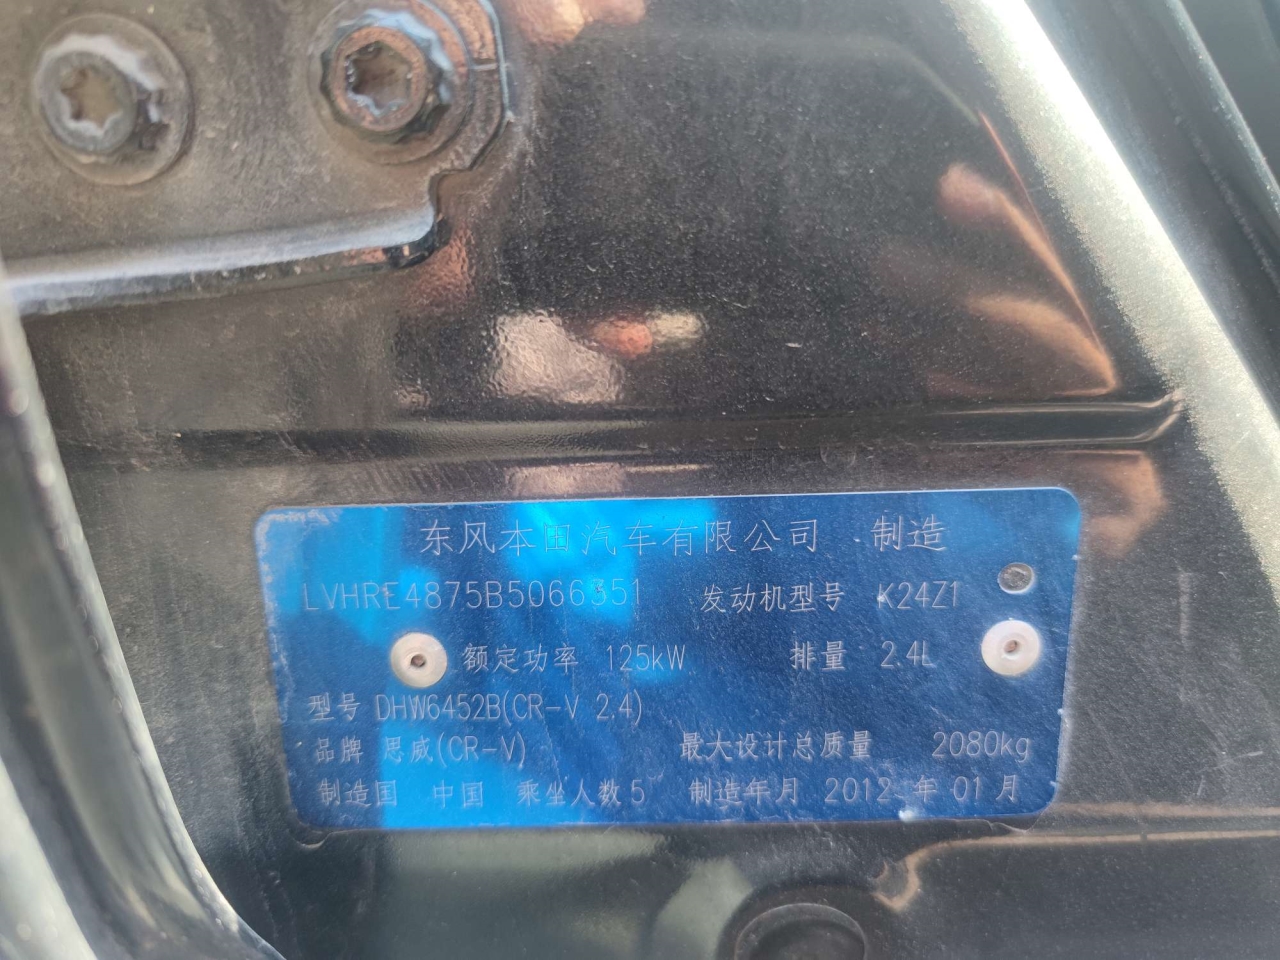 东风本田汽车有限公司 制造
LVHRE4875B5066351 发动机型号 K24Z1
额定功率 125kW 排量 2.4L
型号 DHW6452B(CR-V 2.4)
品牌 思威(CR-V) 最大设计总质量 2080kg
制造国 中国 乘坐人数 5 制造年月 2012 年 01 月